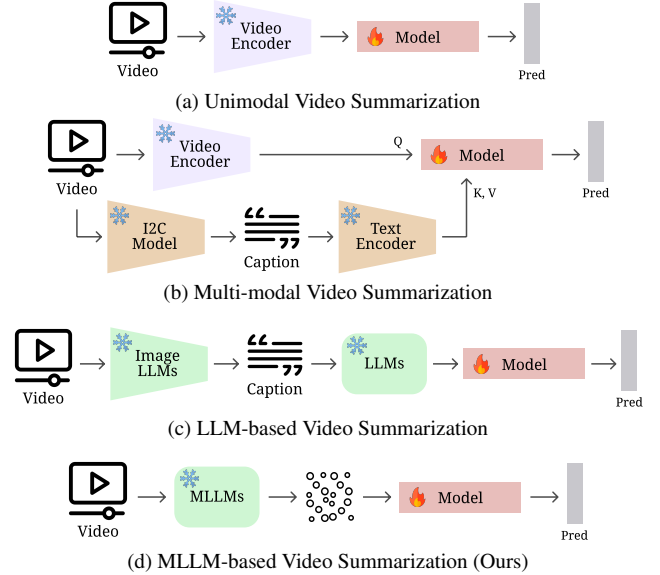 Video
Video
Encoder
Model
Pred
(a) Unimodal Video Summarization
Video
Video
Encoder
Q
Model
K, V
Pred
I2C
Model
Caption
Text
Encoder
(b) Multi-modal Video Summarization
Video
Image
LLMs
Caption
LLMs
Model
Pred
(c) LLM-based Video Summarization
Video
MLLMs
Model
Pred
(d) MLLM-based Video Summarization (Ours)